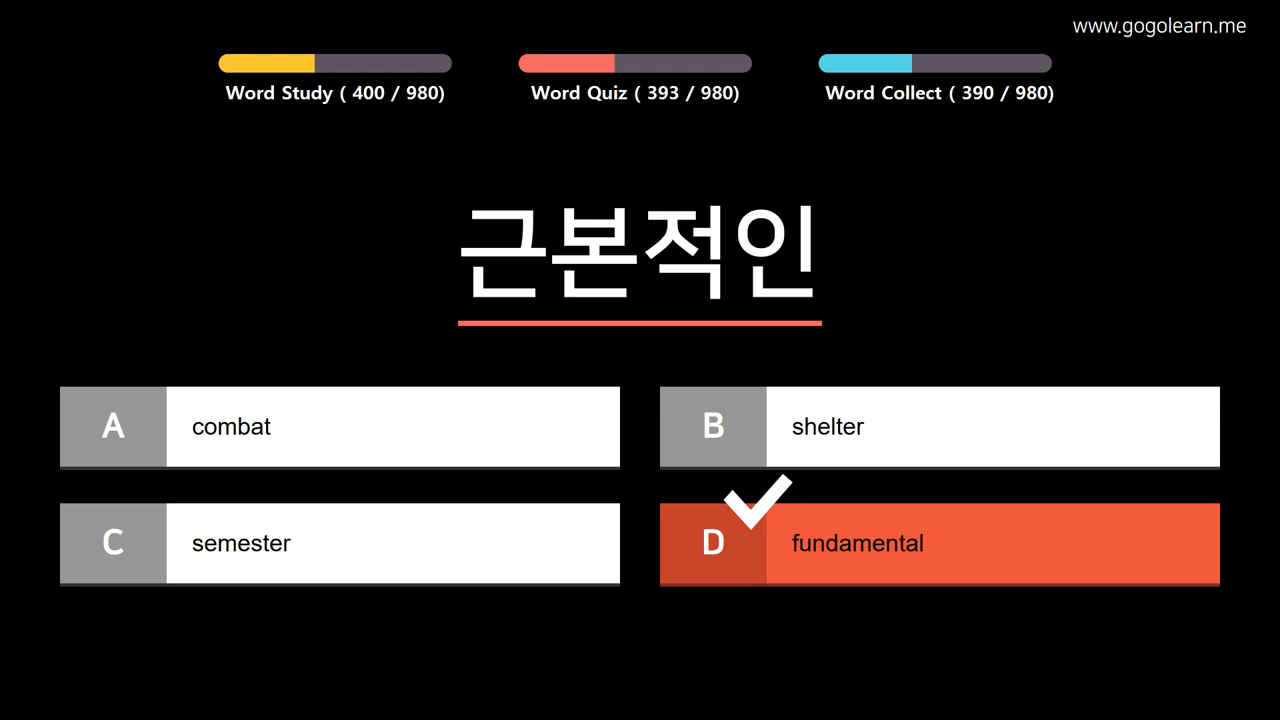 www.gogolearn.me
Word Study ( 400 / 980)
Word Quiz ( 393 / 980)
Word Collect ( 390 / 980)
근본적인
A combat
B shelter
C semester
D fundamental